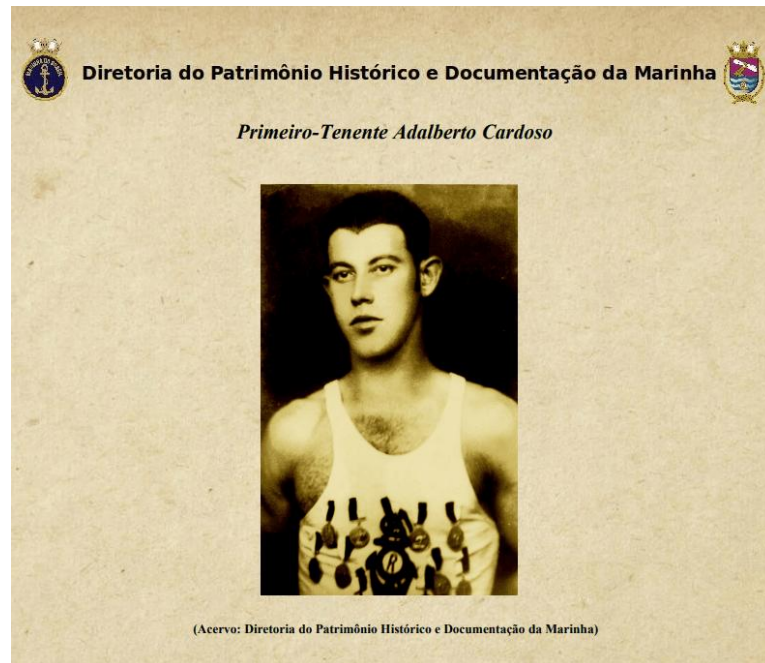 Diretoria do Patrimônio Histórico e Documentação da Marinha
Primeiro-Tenente Adalberto Cardoso
R
(Acervo: Diretoria do Patrimônio Histórico e Documentação da Marinha)